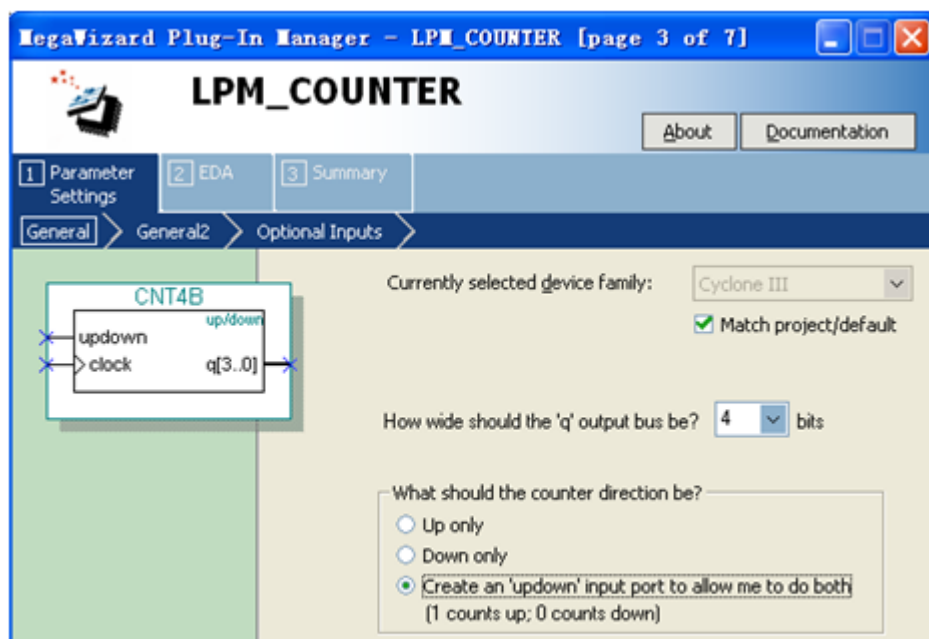 MegaWizard Plug-In Manager - LPM_COUNTER [page 3 of 7]
LPM_COUNTER
About
Documentation
1 Parameter Settings
2 EDA
3 Summary
General
General2
Optional Inputs
CNT4B
up/down
updown
clock
q[3..0]
Currently selected device family:
Cyclone III
Match project/default
How wide should the 'q' output bus be?
4
bits
What should the counter direction be?
Up only
Down only
Create an 'updown' input port to allow me to do both
(1 counts up; 0 counts down)